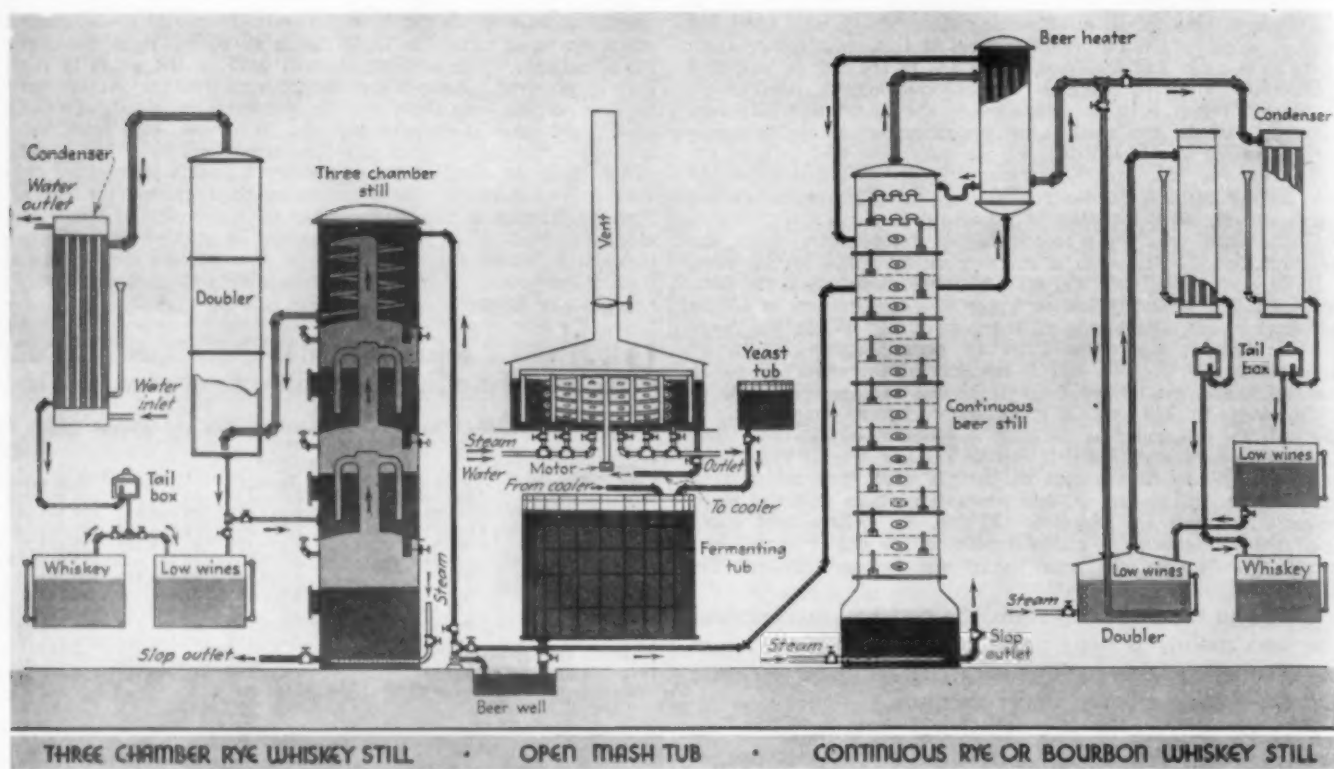 Beer heater
Condenser
Condenser
Water
outlet
Three chamber
still
Vent
Doubler
Yeast
tub
Water
inlet
Tail
box
Continuous
beer still
Steam
Water
Motor
Outlet
From cooler
To cooler
Tail
box
Low wines
Fermenting
tub
Whiskey
Low wines
Steam
Low wines
Whiskey
Steam
Doubler
Slop outlet
Steam
Slop
outlet
Beer well
THREE CHAMBER RYE WHISKEY STILL • OPEN MASH TUB • CONTINUOUS RYE OR BOURBON WHISKEY STILL